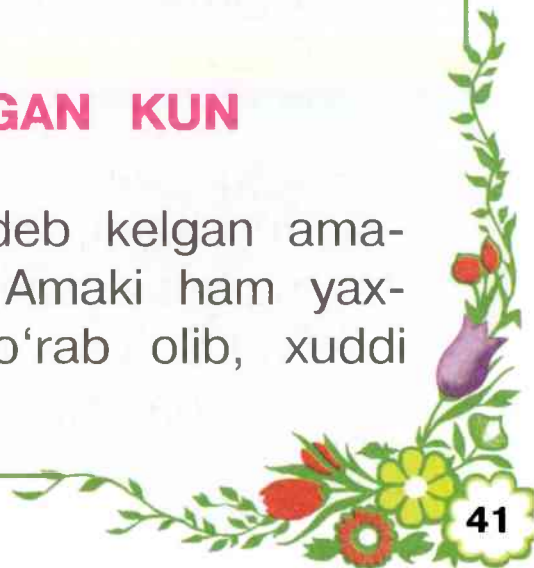 GAN KUN
deb kelgan ama-
Amaki ham yax-
o‘rab olib, xuddi
41